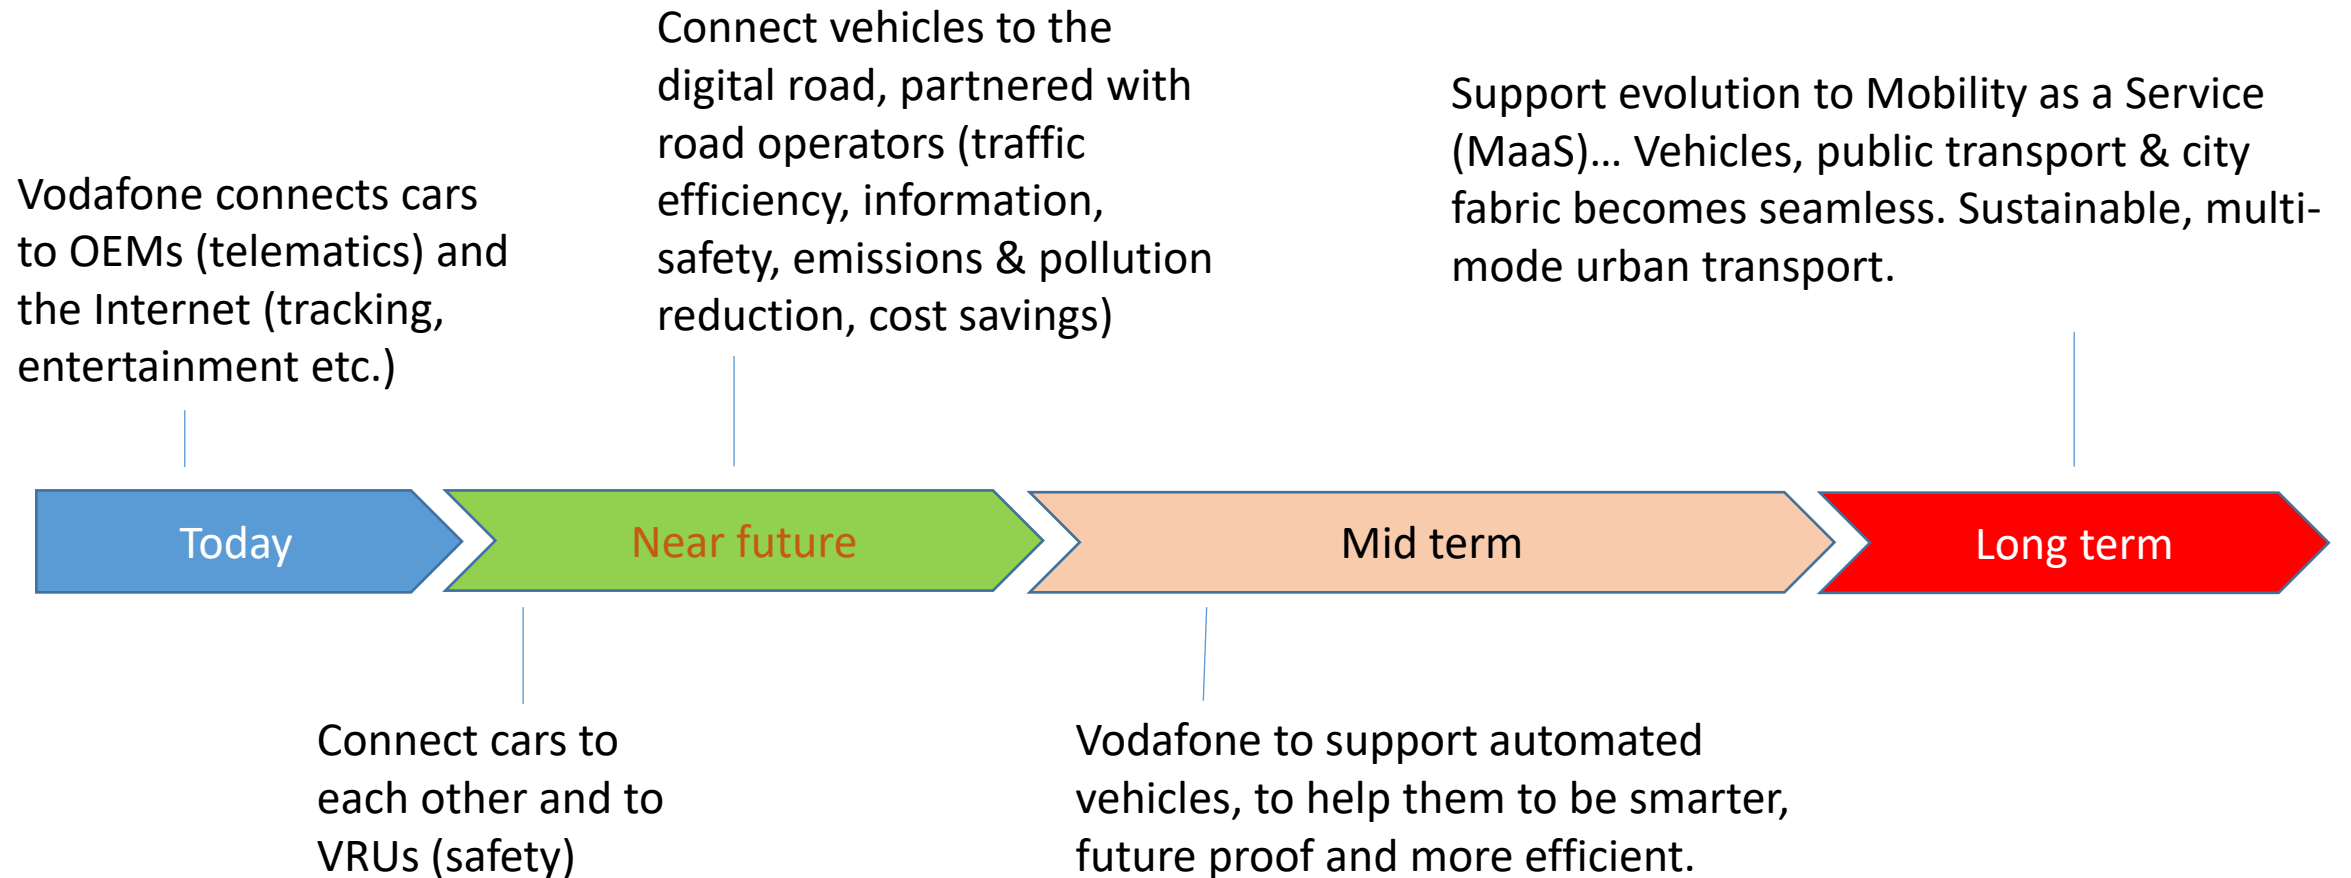 Vodafone connects cars
to OEMs (telematics) and
the Internet (tracking,
entertainment etc.)
Connect vehicles to the
digital road, partnered with
road operators (traffic
efficiency, information,
safety, emissions & pollution
reduction, cost savings)
Support evolution to Mobility as a Service
(MaaS)… Vehicles, public transport & city
fabric becomes seamless. Sustainable, multi-
mode urban transport.
Today
Near future
Mid term
Long term
Connect cars to
each other and to
VRUs (safety)
Vodafone to support automated
vehicles, to help them to be smarter,
future proof and more efficient.